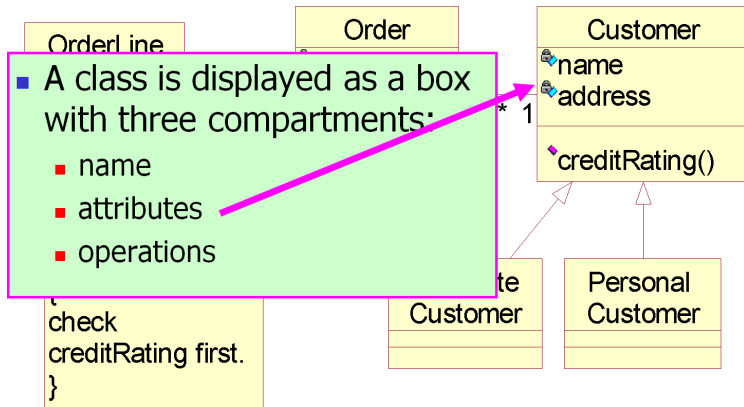 OrderLine
Order
Customer
name
address
creditRating()
A class is displayed as a box
with three compartments:
name
attributes
operations
* 1
Customer
Personal
Customer
{
check
creditRating first.
}